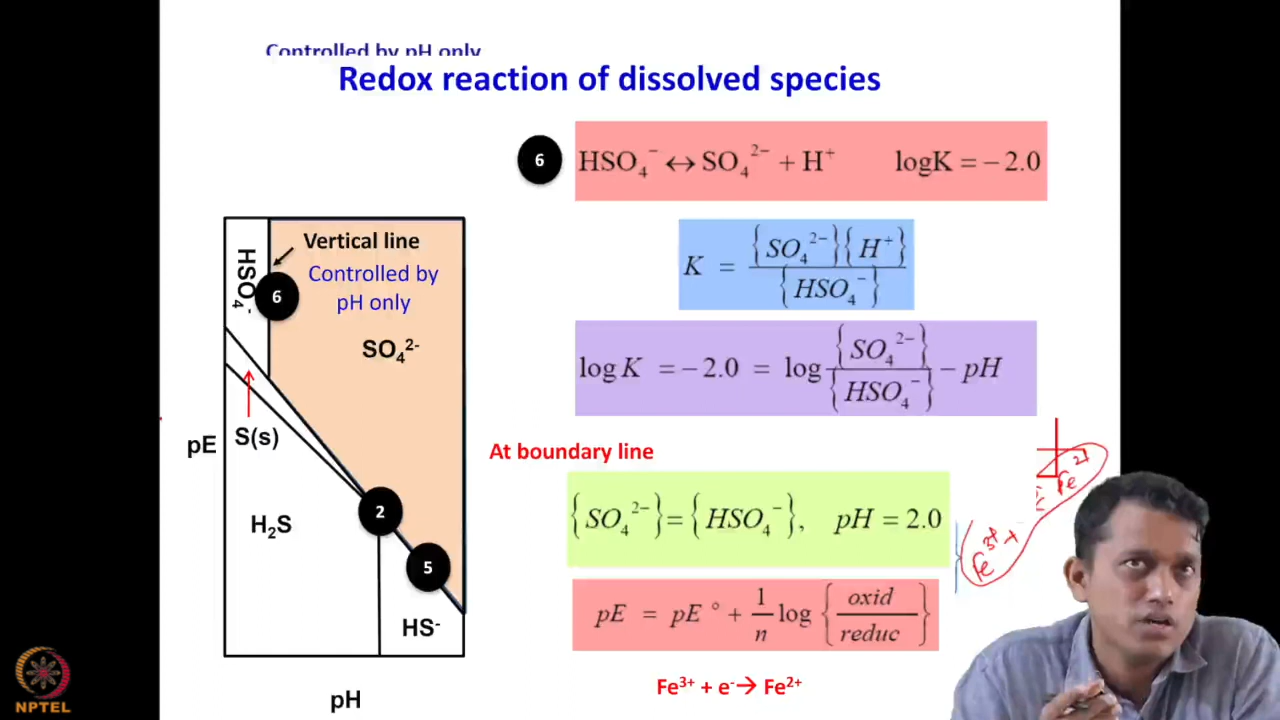 Controlled by pH only
Redox reaction of dissolved species
6
HSO₄⁻ ↔ SO₄²⁻ + H⁺ logK = – 2.0
K = {SO₄²⁻}{H⁺} / {HSO₄⁻}
log K = –2.0 = log {SO₄²⁻} / {HSO₄⁻} – pH
At boundary line
{SO₄²⁻} = {HSO₄⁻}, pH = 2.0
pE = pE° + 1/n log {oxid / reduc}
Fe³⁺ + e⁻→ Fe²⁺
HSO₄⁻
Vertical line
Controlled by
pH only
6
SO₄²⁻
pE
S(s)
H₂S
2
5
HS⁻
pH
Fe³⁺ +
Fe²⁺
NPTEL